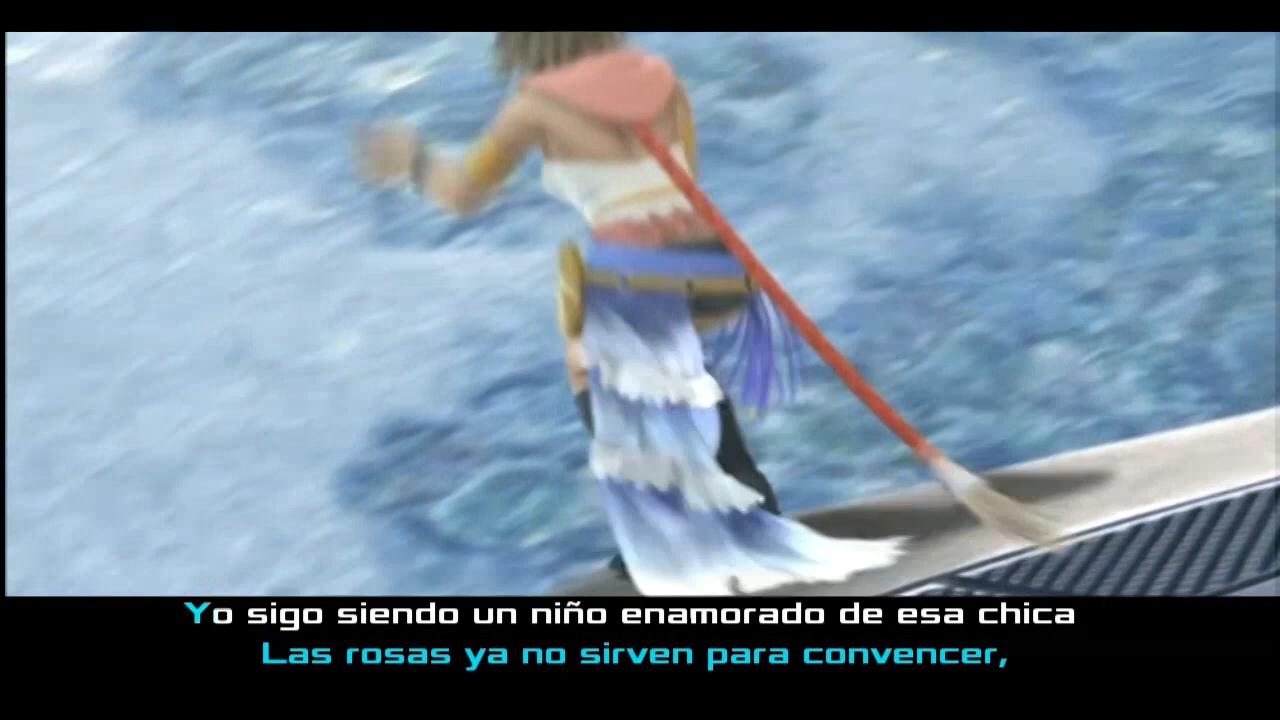 Yo sigo siendo un niño enamorado de esa chica
Las rosas ya no sirven para convencer,